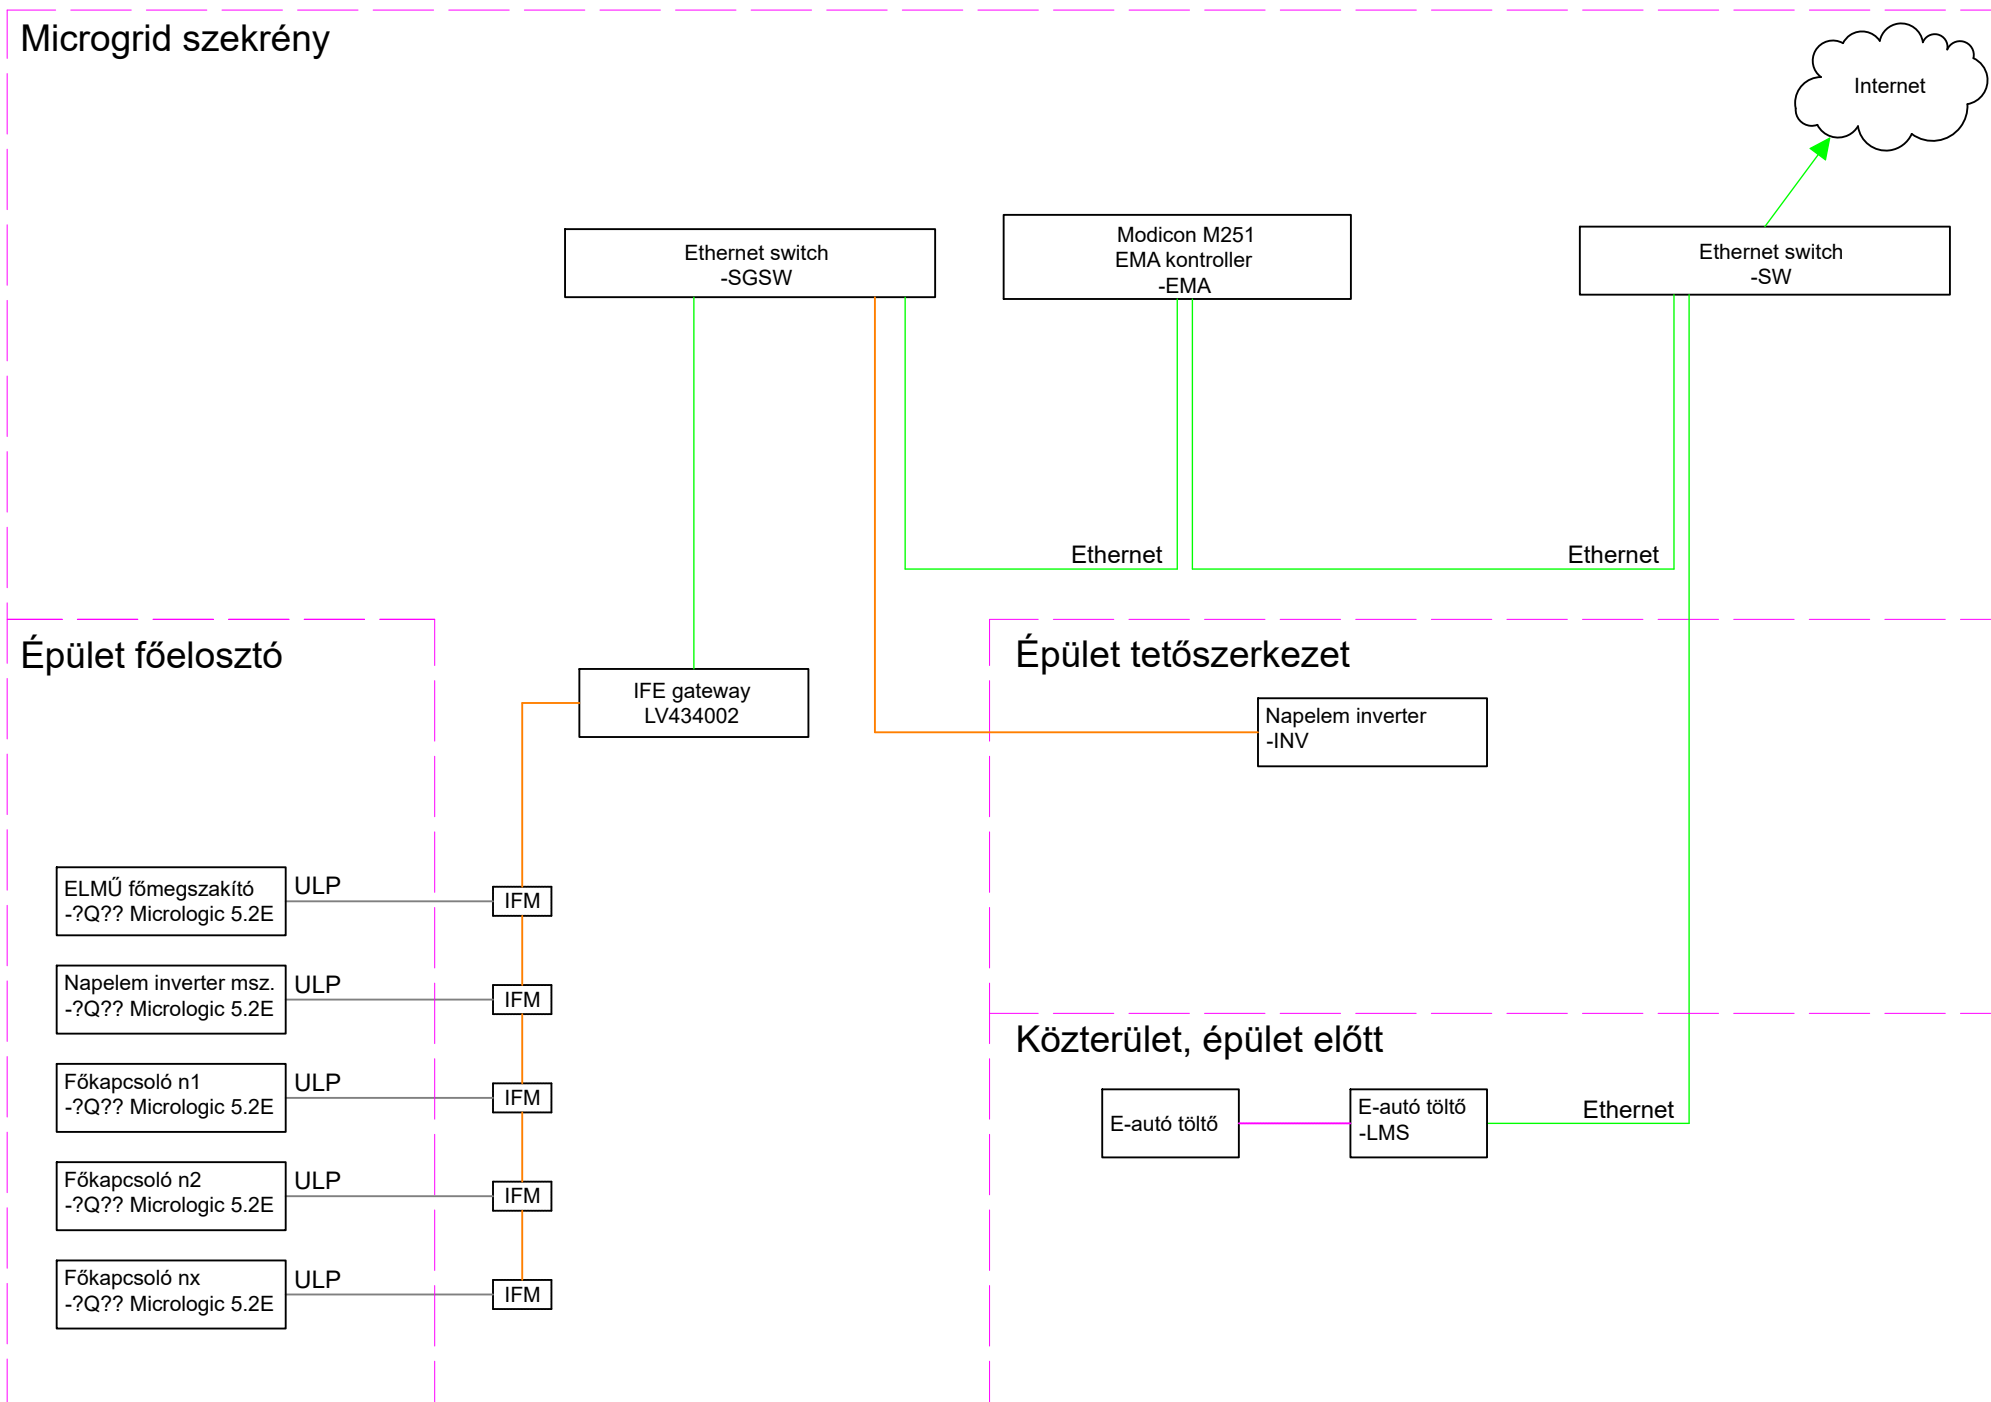 Microgrid szekrény
Internet
Ethernet switch
-SGSW
Modicon M251
EMA kontroller
-EMA
Ethernet switch
-SW
Ethernet
Ethernet
Épület főelosztó
IFE gateway
LV434002
Épület tetőszerkezet
Napelem inverter
-INV
ELMŰ főmegszakító
-?Q?? Micrologic 5.2E
ULP
IFM
Napelem inverter msz.
-?Q?? Micrologic 5.2E
ULP
IFM
Közterület, épület előtt
Főkapcsoló n1
-?Q?? Micrologic 5.2E
ULP
IFM
E-autó töltő
E-autó töltő
-LMS
Ethernet
Főkapcsoló n2
-?Q?? Micrologic 5.2E
ULP
IFM
Főkapcsoló nx
-?Q?? Micrologic 5.2E
ULP
IFM